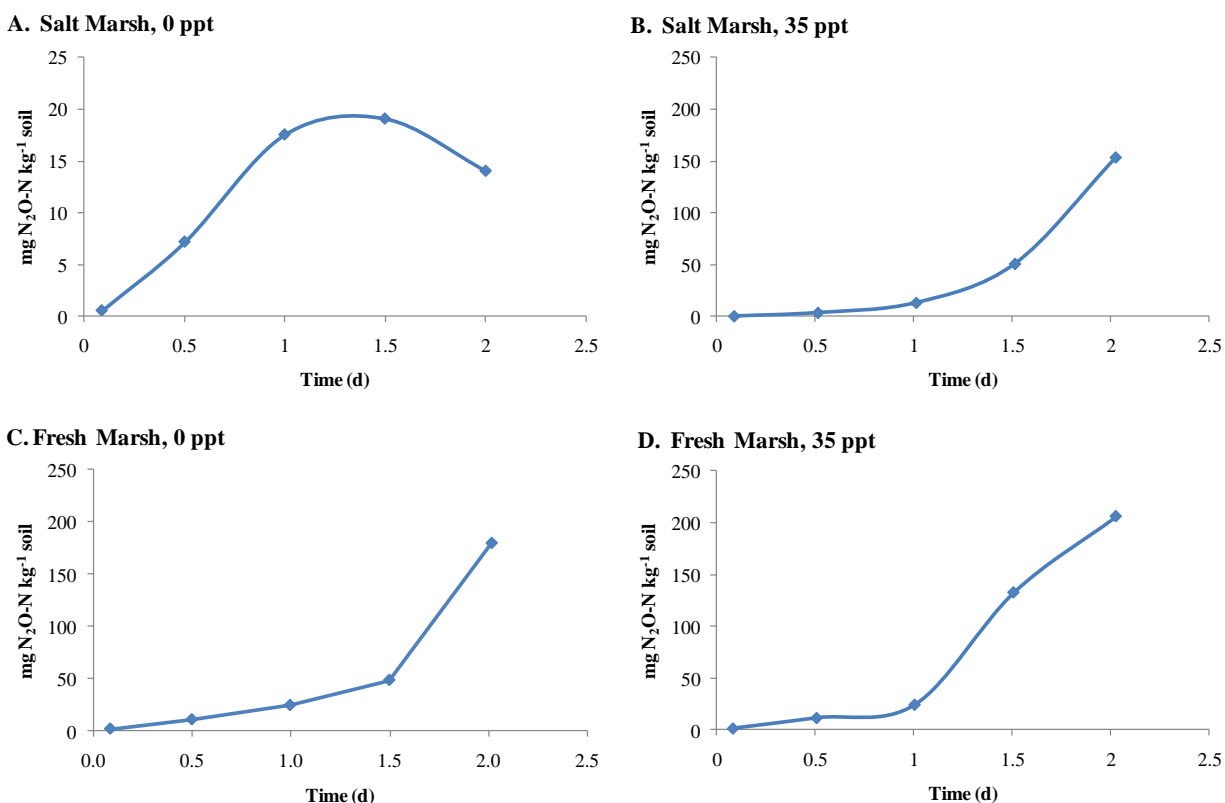 A. Salt Marsh, 0 ppt
25
20
15
10
5
0
mg N₂O-N kg⁻¹ soil
0 0.5 1 1.5 2 2.5
Time (d)
B. Salt Marsh, 35 ppt
250
200
150
100
50
0
mg N₂O-N kg⁻¹ soil
0 0.5 1 1.5 2 2.5
Time (d)
C. Fresh Marsh, 0 ppt
250
200
150
100
50
0
mg N₂O-N kg⁻¹ soil
0.0 0.5 1.0 1.5 2.0 2.5
Time (d)
D. Fresh Marsh, 35 ppt
250
200
150
100
50
0
mg N₂O-N kg⁻¹ soil
0 0.5 1 1.5 2 2.5
Time (d)